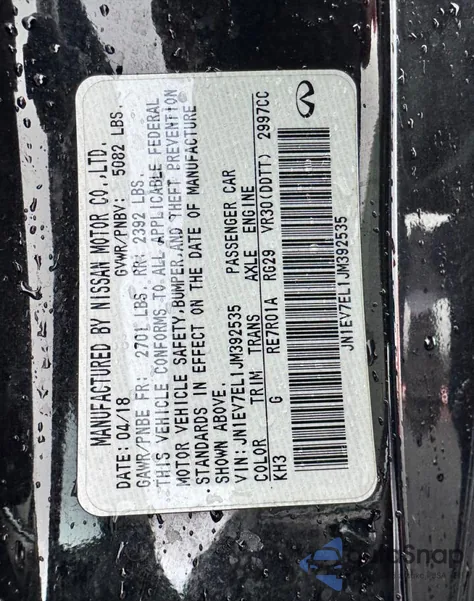 MANUFACTURED BY NISSAN MOTOR CO.,LTD.
DATE: 04/18 GVWR/PNBV: 5082 LBS.
GAWR/PNBE FR: 2701 LBS. RR: 2392 LBS.
THIS VEHICLE CONFORMS TO ALL APPLICABLE FEDERAL
MOTOR VEHICLE SAFETY,BUMPER,AND THEFT PREVENTION
STANDARDS IN EFFECT ON THE DATE OF MANUFACTURE
SHOWN ABOVE.
VIN: JN1EV7EL1JM392535 PASSENGER CAR
COLOR TRIM TRANS AXLE ENGINE
KH3 G RE7R01A RG29 VR30(DDTT) 2997CC
JN1EV7EL1JM392535
AutoSnap